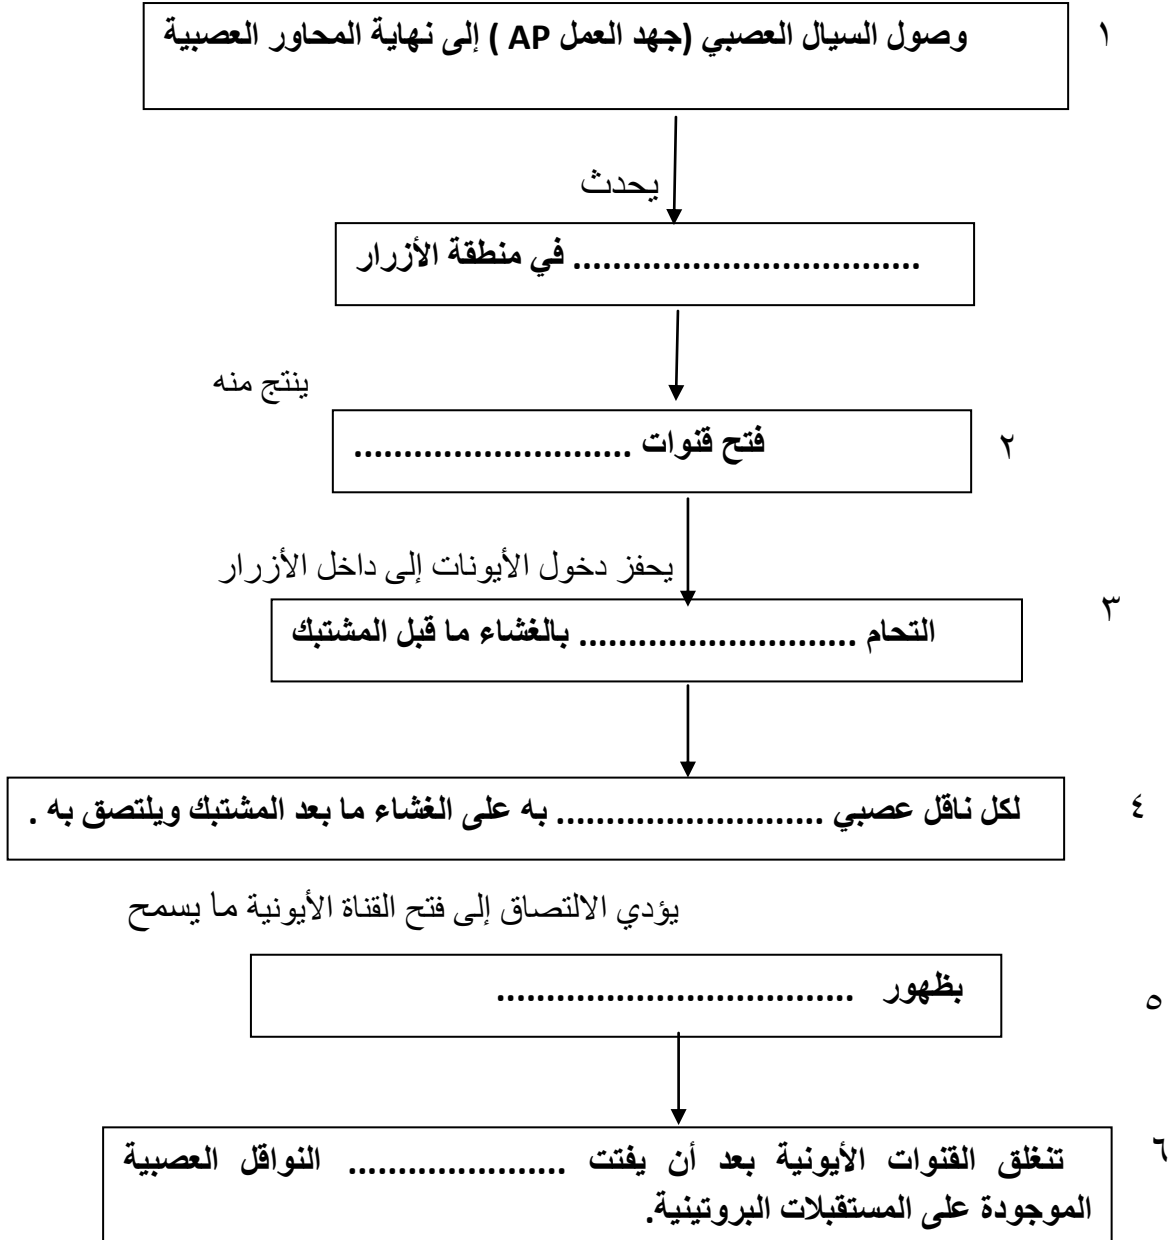 ١
وصول السيال العصبي (جهد العمل AP ) إلى نهاية المحاور العصبية
يحدث
................................... في منطقة الأزرار
ينتج منه
٢
فتح قنوات ............................
يحفز دخول الأيونات إلى داخل الأزرار
٣
التحام ............................ بالغشاء ما قبل المشتبك
٤
لكل ناقل عصبي ........................... به على الغشاء ما بعد المشتبك ويلتصق به .
يؤدي الالتصاق إلى فتح القناة الأيونية ما يسمح
بظهور ....................................
٥
٦
تنغلق القنوات الأيونية بعد أن يفتت ...................... النواقل العصبية
الموجودة على المستقبلات البروتينية.